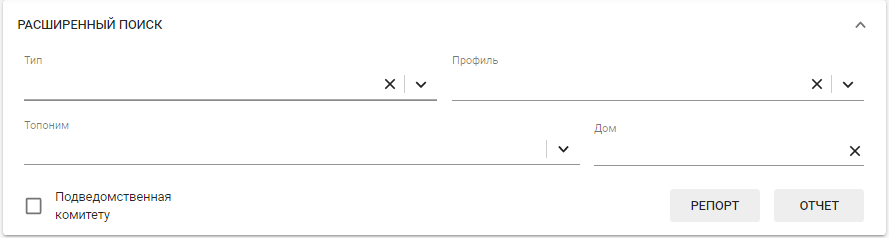 РАСШИРЕННЫЙ ПОИСК
Тип
Профиль
Топоним
Дом
Подведомственная
комитету
РЕПОРТ
ОТЧЕТ